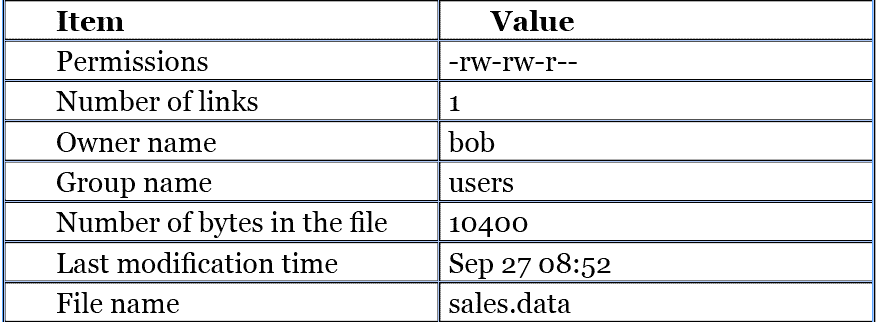 Item Value
Permissions -rw-rw-r--
Number of links 1
Owner name bob
Group name users
Number of bytes in the file 10400
Last modification time Sep 27 08:52
File name sales.data